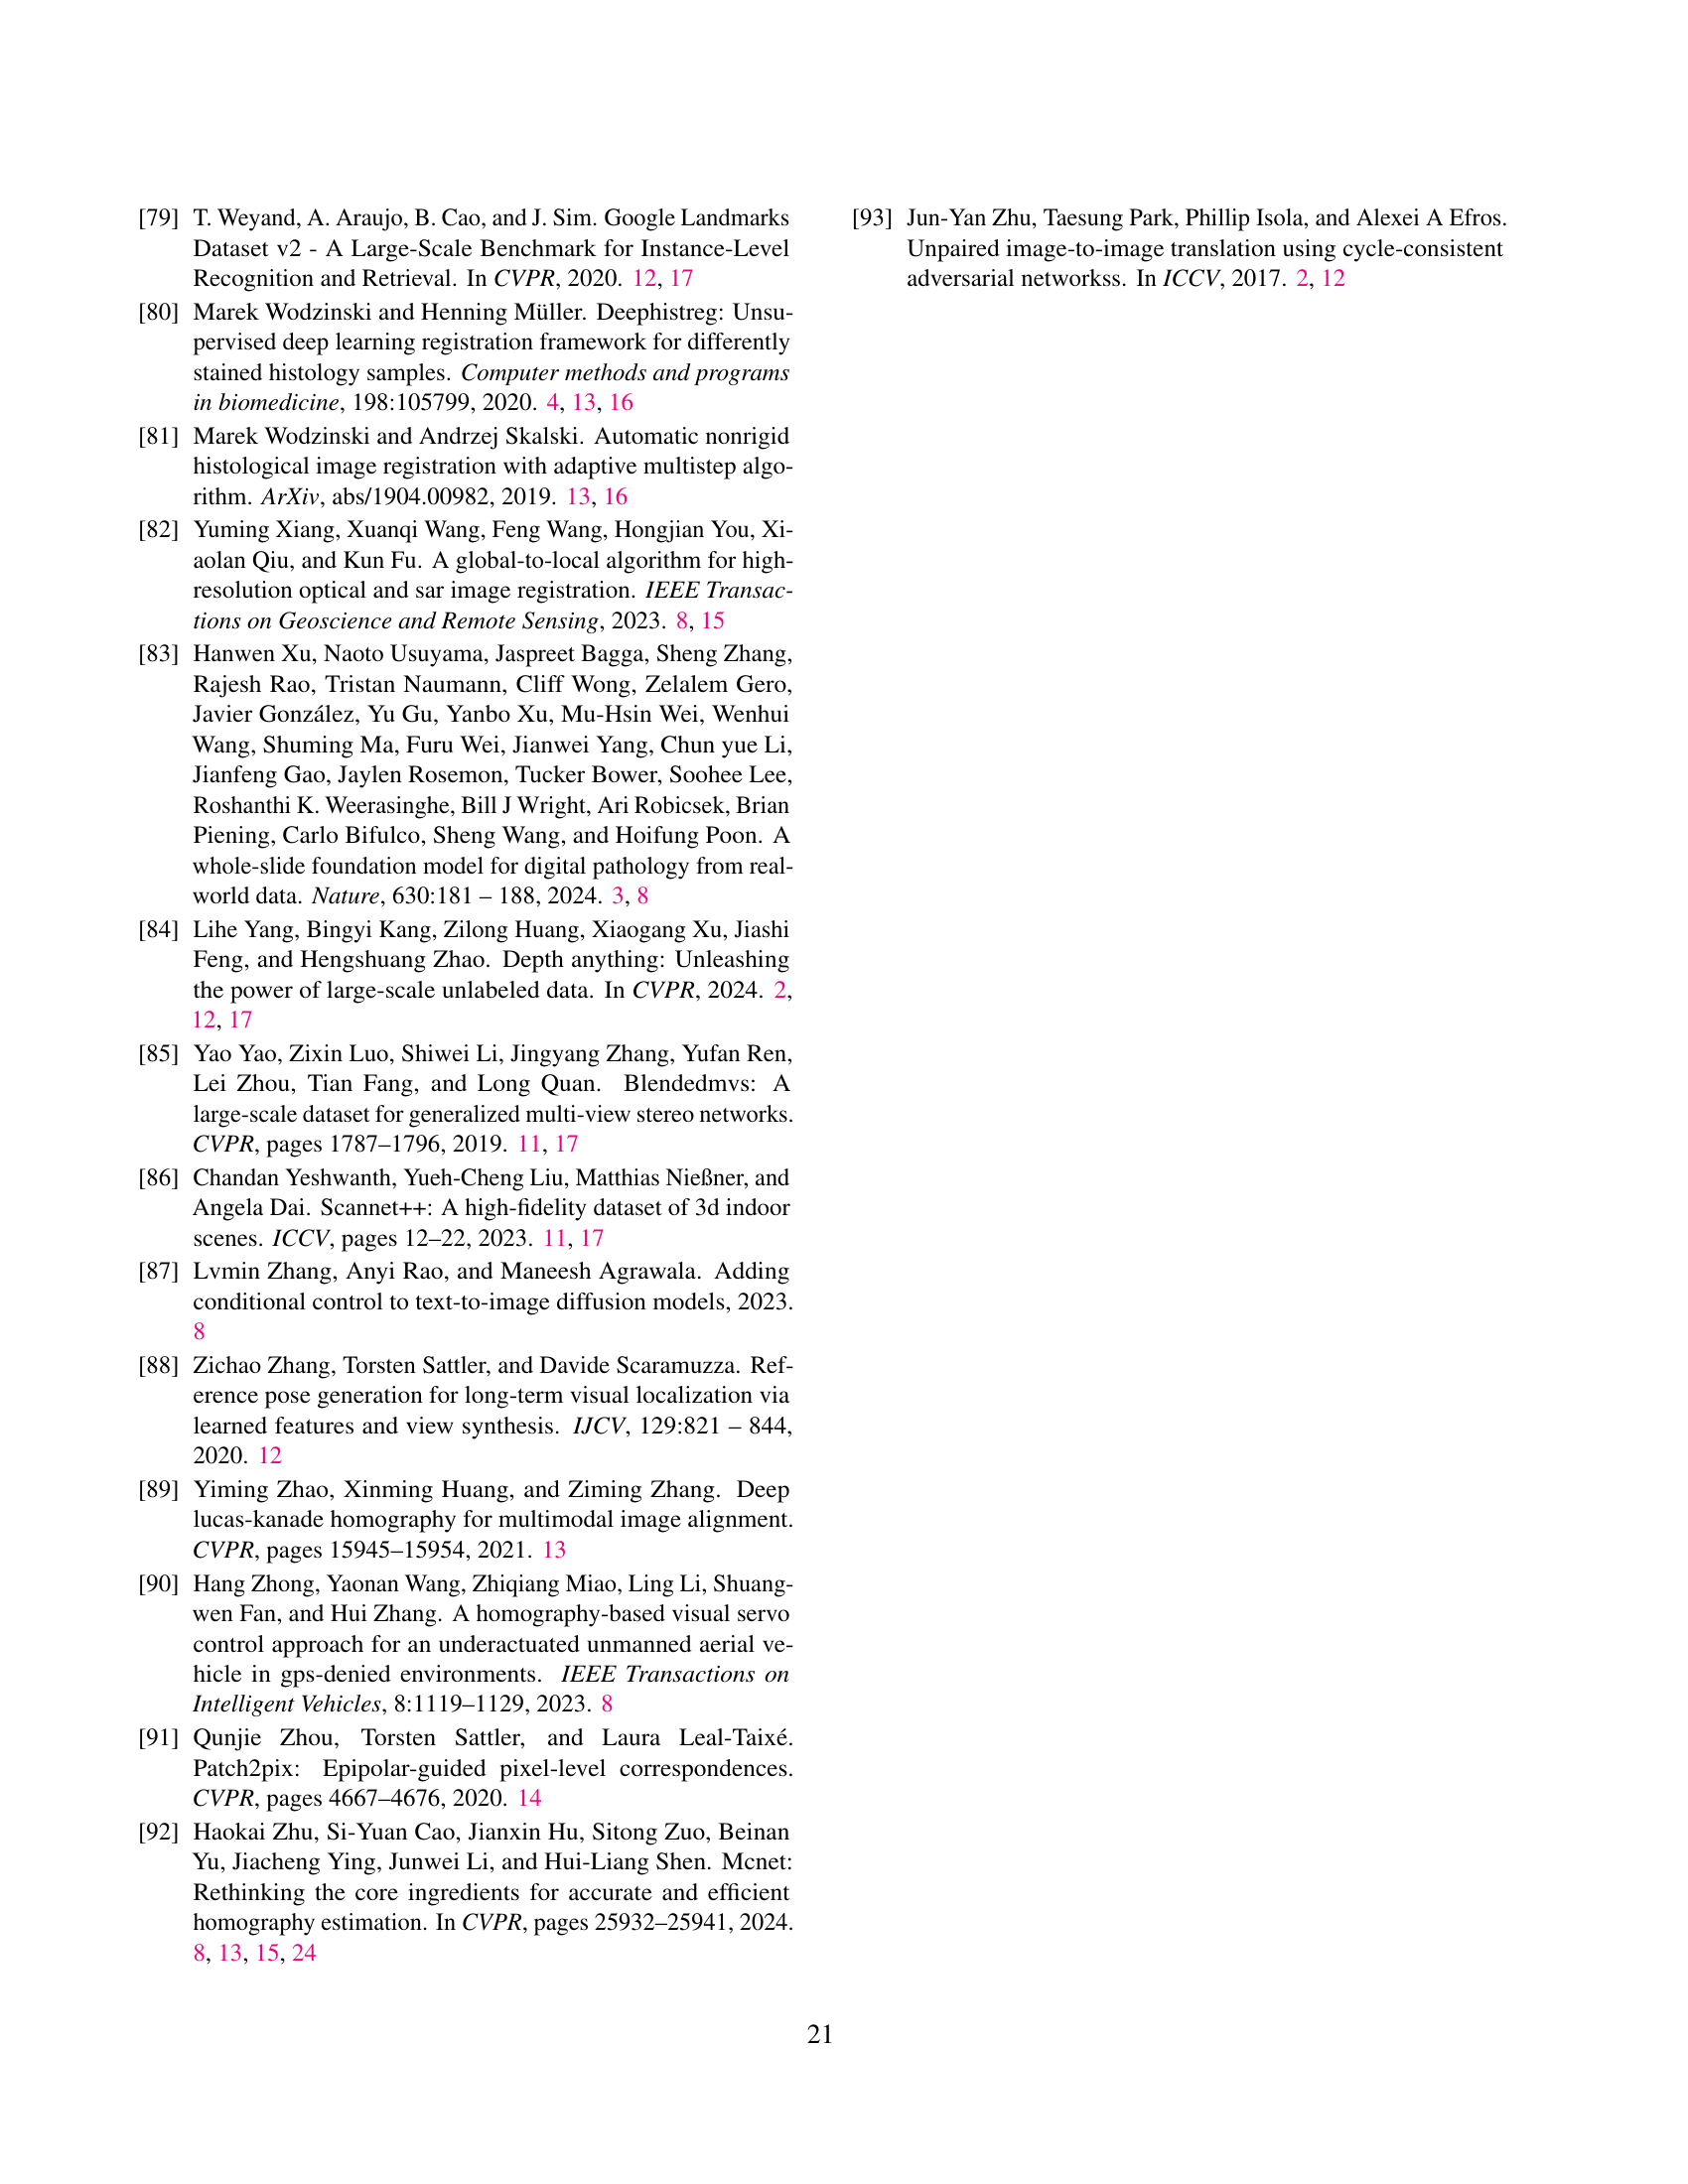 [79] T. Weyand, A. Araujo, B. Cao, and J. Sim. Google Landmarks
Dataset v2 - A Large-Scale Benchmark for Instance-Level
Recognition and Retrieval. In CVPR, 2020. 12, 17
[80] Marek Wodzinski and Henning Müller. Deephistreg: Unsu-
pervised deep learning registration framework for differently
stained histology samples. Computer methods and programs
in biomedicine, 198:105799, 2020. 4, 13, 16
[81] Marek Wodzinski and Andrzej Skalski. Automatic nonrigid
histological image registration with adaptive multistep algo-
rithm. ArXiv, abs/1904.00982, 2019. 13, 16
[82] Yuming Xiang, Xuanqi Wang, Feng Wang, Hongjian You, Xi-
aolan Qiu, and Kun Fu. A global-to-local algorithm for high-
resolution optical and sar image registration. IEEE Transac-
tions on Geoscience and Remote Sensing, 2023. 8, 15
[83] Hanwen Xu, Naoto Usuyama, Jaspreet Bagga, Sheng Zhang,
Rajesh Rao, Tristan Naumann, Cliff Wong, Zelalem Gero,
Javier González, Yu Gu, Yanbo Xu, Mu-Hsin Wei, Wenhui
Wang, Shuming Ma, Furu Wei, Jianwei Yang, Chun yue Li,
Jianfeng Gao, Jaylen Rosemon, Tucker Bower, Soohee Lee,
Roshanthi K. Weerasinghe, Bill J Wright, Ari Robicsek, Brian
Piening, Carlo Bifulco, Sheng Wang, and Hoifung Poon. A
whole-slide foundation model for digital pathology from real-
world data. Nature, 630:181 – 188, 2024. 3, 8
[84] Lihe Yang, Bingyi Kang, Zilong Huang, Xiaogang Xu, Jiashi
Feng, and Hengshuang Zhao. Depth anything: Unleashing
the power of large-scale unlabeled data. In CVPR, 2024. 2,
12, 17
[85] Yao Yao, Zixin Luo, Shiwei Li, Jingyang Zhang, Yufan Ren,
Lei Zhou, Tian Fang, and Long Quan. Blendedmvs: A
large-scale dataset for generalized multi-view stereo networks.
CVPR, pages 1787–1796, 2019. 11, 17
[86] Chandan Yeshwanth, Yueh-Cheng Liu, Matthias Nießner, and
Angela Dai. Scannet++: A high-fidelity dataset of 3d indoor
scenes. ICCV, pages 12–22, 2023. 11, 17
[87] Lvmin Zhang, Anyi Rao, and Maneesh Agrawala. Adding
conditional control to text-to-image diffusion models, 2023.
8
[88] Zichao Zhang, Torsten Sattler, and Davide Scaramuzza. Ref-
erence pose generation for long-term visual localization via
learned features and view synthesis. IJCV, 129:821 – 844,
2020. 12
[89] Yiming Zhao, Xinming Huang, and Ziming Zhang. Deep
lucas-kanade homography for multimodal image alignment.
CVPR, pages 15945–15954, 2021. 13
[90] Hang Zhong, Yaonan Wang, Zhiqiang Miao, Ling Li, Shuang-
wen Fan, and Hui Zhang. A homography-based visual servo
control approach for an underactuated unmanned aerial ve-
hicle in gps-denied environments. IEEE Transactions on
Intelligent Vehicles, 8:1119–1129, 2023. 8
[91] Qunjie Zhou, Torsten Sattler, and Laura Leal-Taixé.
Patch2pix: Epipolar-guided pixel-level correspondences.
CVPR, pages 4667–4676, 2020. 14
[92] Haokai Zhu, Si-Yuan Cao, Jianxin Hu, Sitong Zuo, Beinan
Yu, Jiacheng Ying, Junwei Li, and Hui-Liang Shen. Mcnet:
Rethinking the core ingredients for accurate and efficient
homography estimation. In CVPR, pages 25932–25941, 2024.
8, 13, 15, 24
[93] Jun-Yan Zhu, Taesung Park, Phillip Isola, and Alexei A Efros.
Unpaired image-to-image translation using cycle-consistent
adversarial networkss. In ICCV, 2017. 2, 12
21